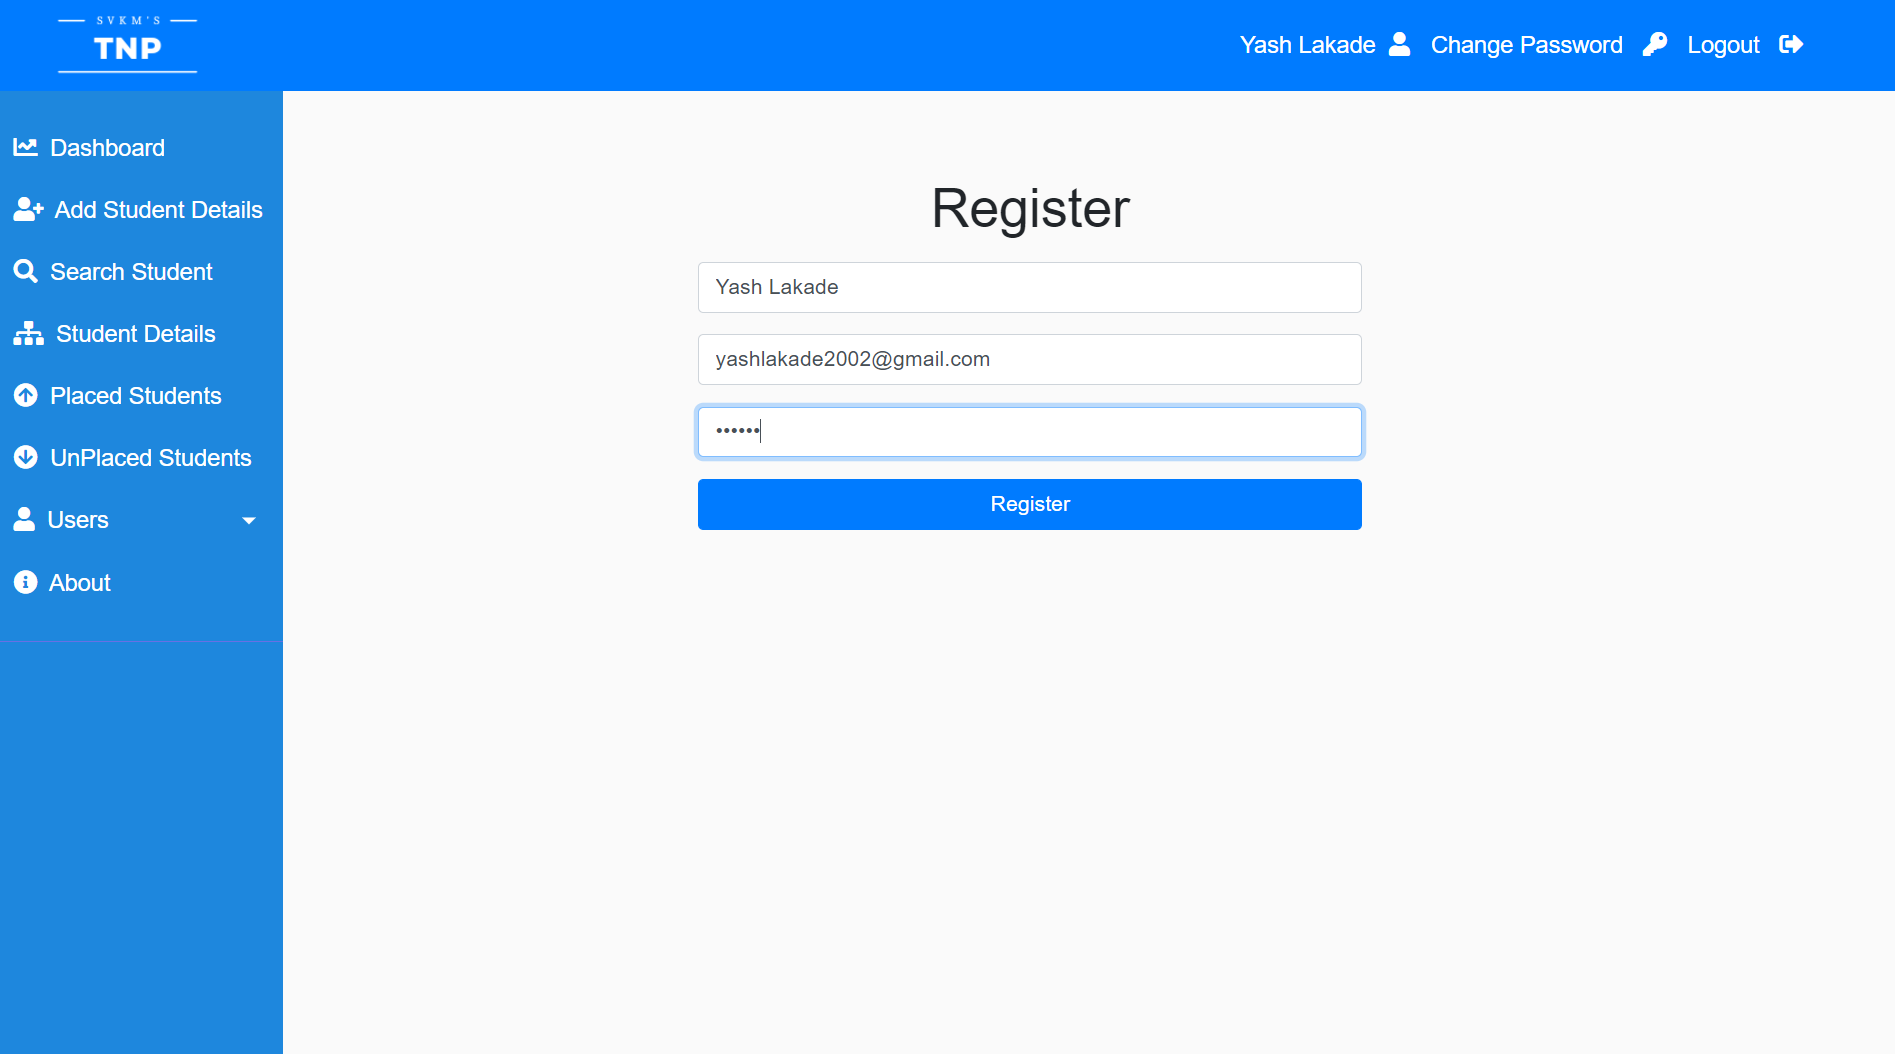 SVKM'S
TNP
Yash Lakade
Change Password
Logout
Dashboard
Add Student Details
Search Student
Student Details
Placed Students
UnPlaced Students
Users
About
Register
Yash Lakade
yashlakade2002@gmail.com
••••••
Register